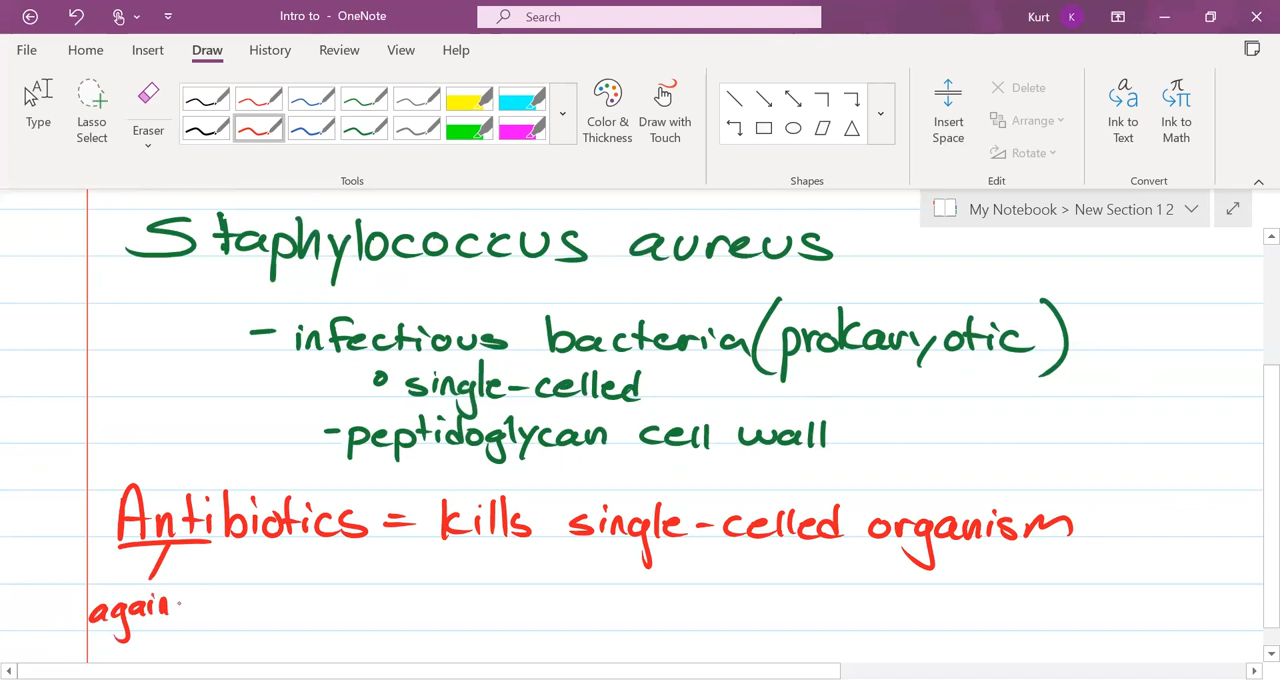 Intro to - OneNote
Search
Kurt
K
File Home Insert Draw History Review View Help
Type
Lasso Select
Eraser
Color & Thickness
Draw with Touch
Insert Space
Delete
Arrange
Rotate
a a
Ink to Text
π π
Ink to Math
Tools Shapes Edit Convert
My Notebook > New Section 1 2
Staphylococcus aureus
- infectious bacteria (prokaryotic)
° single-celled
- peptidoglycan cell wall
Antibiotics = kills single-celled organism
again